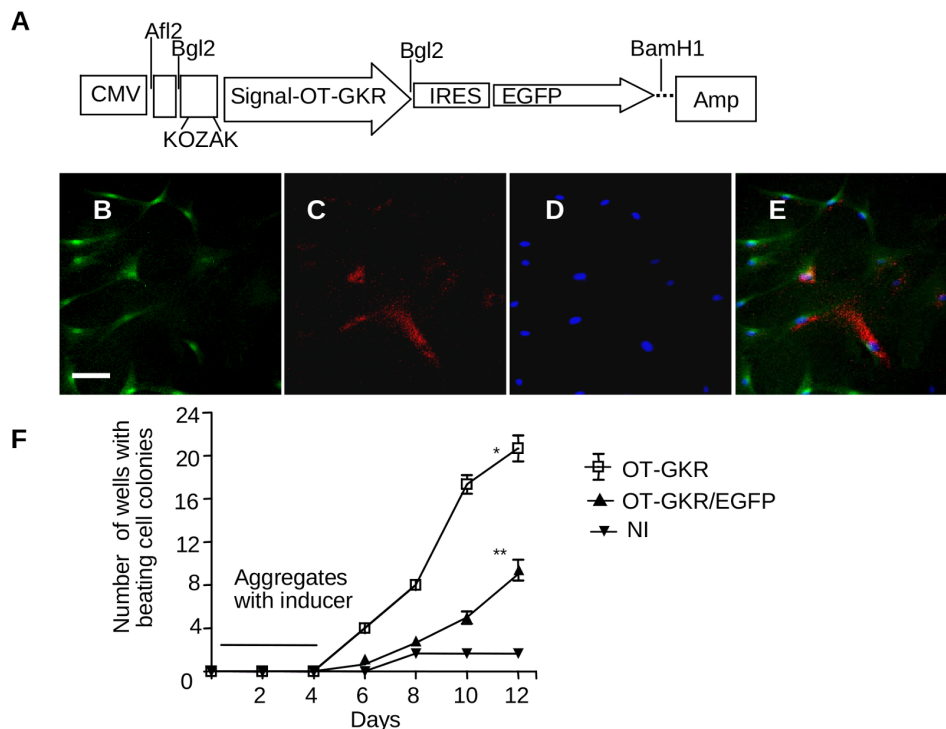 A
Afl2
Bgl2
Bgl2
BamH1
CMV
Signal-OT-GKR
IRES
EGFP
Amp
KOZAK
B
C
D
E
F
Number of wells with
beating cell colonies
24
20
16
12
8
4
0
Aggregates
with inducer
*
**
2
4
6
8
10
12
Days
OT-GKR
OT-GKR/EGFP
NI